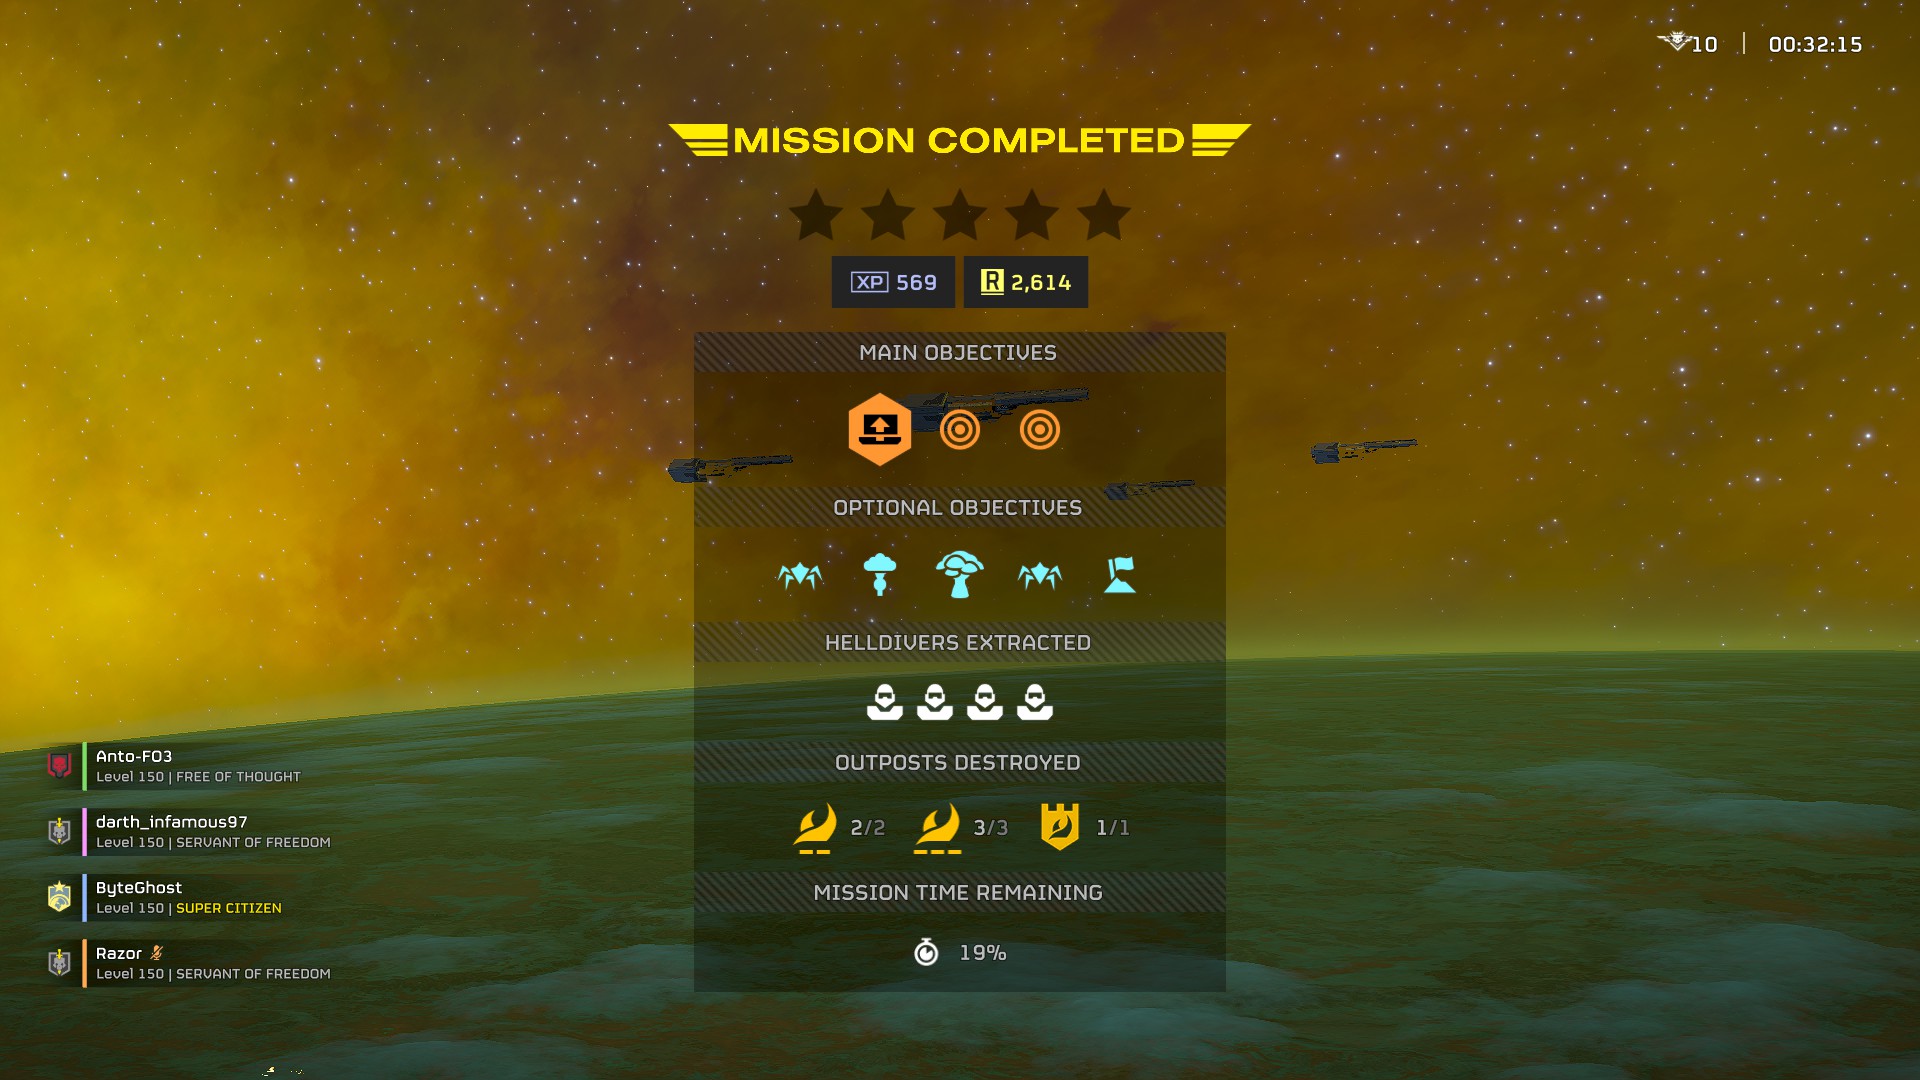 10 | 00:32:15
MISSION COMPLETED
XP 569
R 2,614
MAIN OBJECTIVES
OPTIONAL OBJECTIVES
HELLDIVERS EXTRACTED
OUTPOSTS DESTROYED
2/2 3/3 1/1
MISSION TIME REMAINING
19%
Anto-FO3
Level 150 | FREE OF THOUGHT
darth_infamous97
Level 150 | SERVANT OF FREEDOM
ByteGhost
Level 150 | SUPER CITIZEN
Razor
Level 150 | SERVANT OF FREEDOM